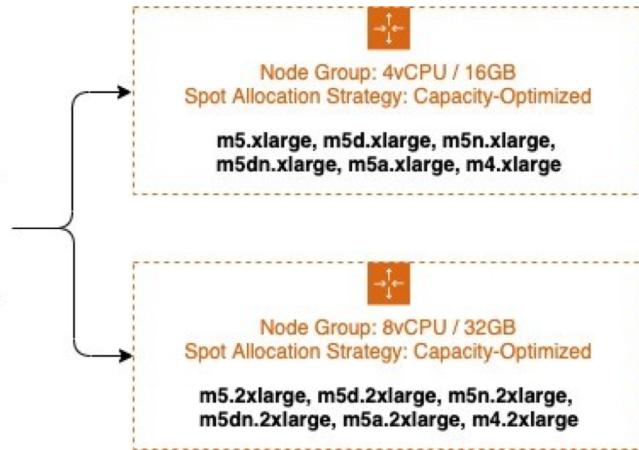 Node Group: 4vCPU / 16GB
Spot Allocation Strategy: Capacity-Optimized
m5.xlarge, m5d.xlarge, m5n.xlarge,
m5dn.xlarge, m5a.xlarge, m4.xlarge
Node Group: 8vCPU / 32GB
Spot Allocation Strategy: Capacity-Optimized
m5.2xlarge, m5d.2xlarge, m5n.2xlarge,
m5dn.2xlarge, m5a.2xlarge, m4.2xlarge